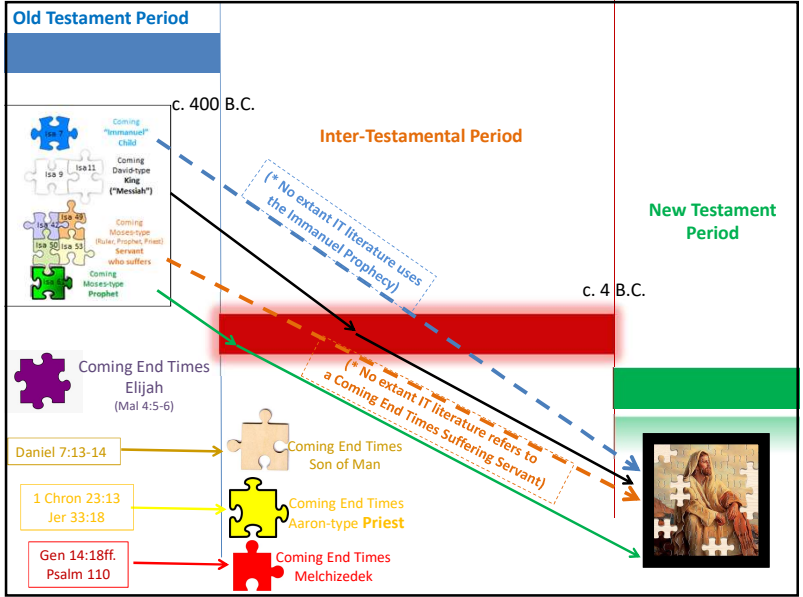 Old Testament Period
c. 400 B.C.
Isa 7
Coming
“Immanuel”
Child
Isa 9
Isa11
Coming
David-type
King
(“Messiah”)
Isa 49
Isa 42
Isa 50
Isa 53
Coming
Moses-type
(Rular, Prophet, Priest)
Servant
who suffers
Isa
Coming
Moses-type
Prophet
Inter-Testamental Period
(* No extant IT literature uses
the Immanuel Prophecy)
New Testament
Period
c. 4 B.C.
(* No extant IT literature refers to
a Coming End Times Suffering Servant)
Coming End Times
Elijah
(Mal 4:5-6)
Daniel 7:13-14
Coming End Times
Son of Man
1 Chron 23:13
Jer 33:18
Coming End Times
Aaron-type Priest
Gen 14:18ff.
Psalm 110
Coming End Times
Melchizedek